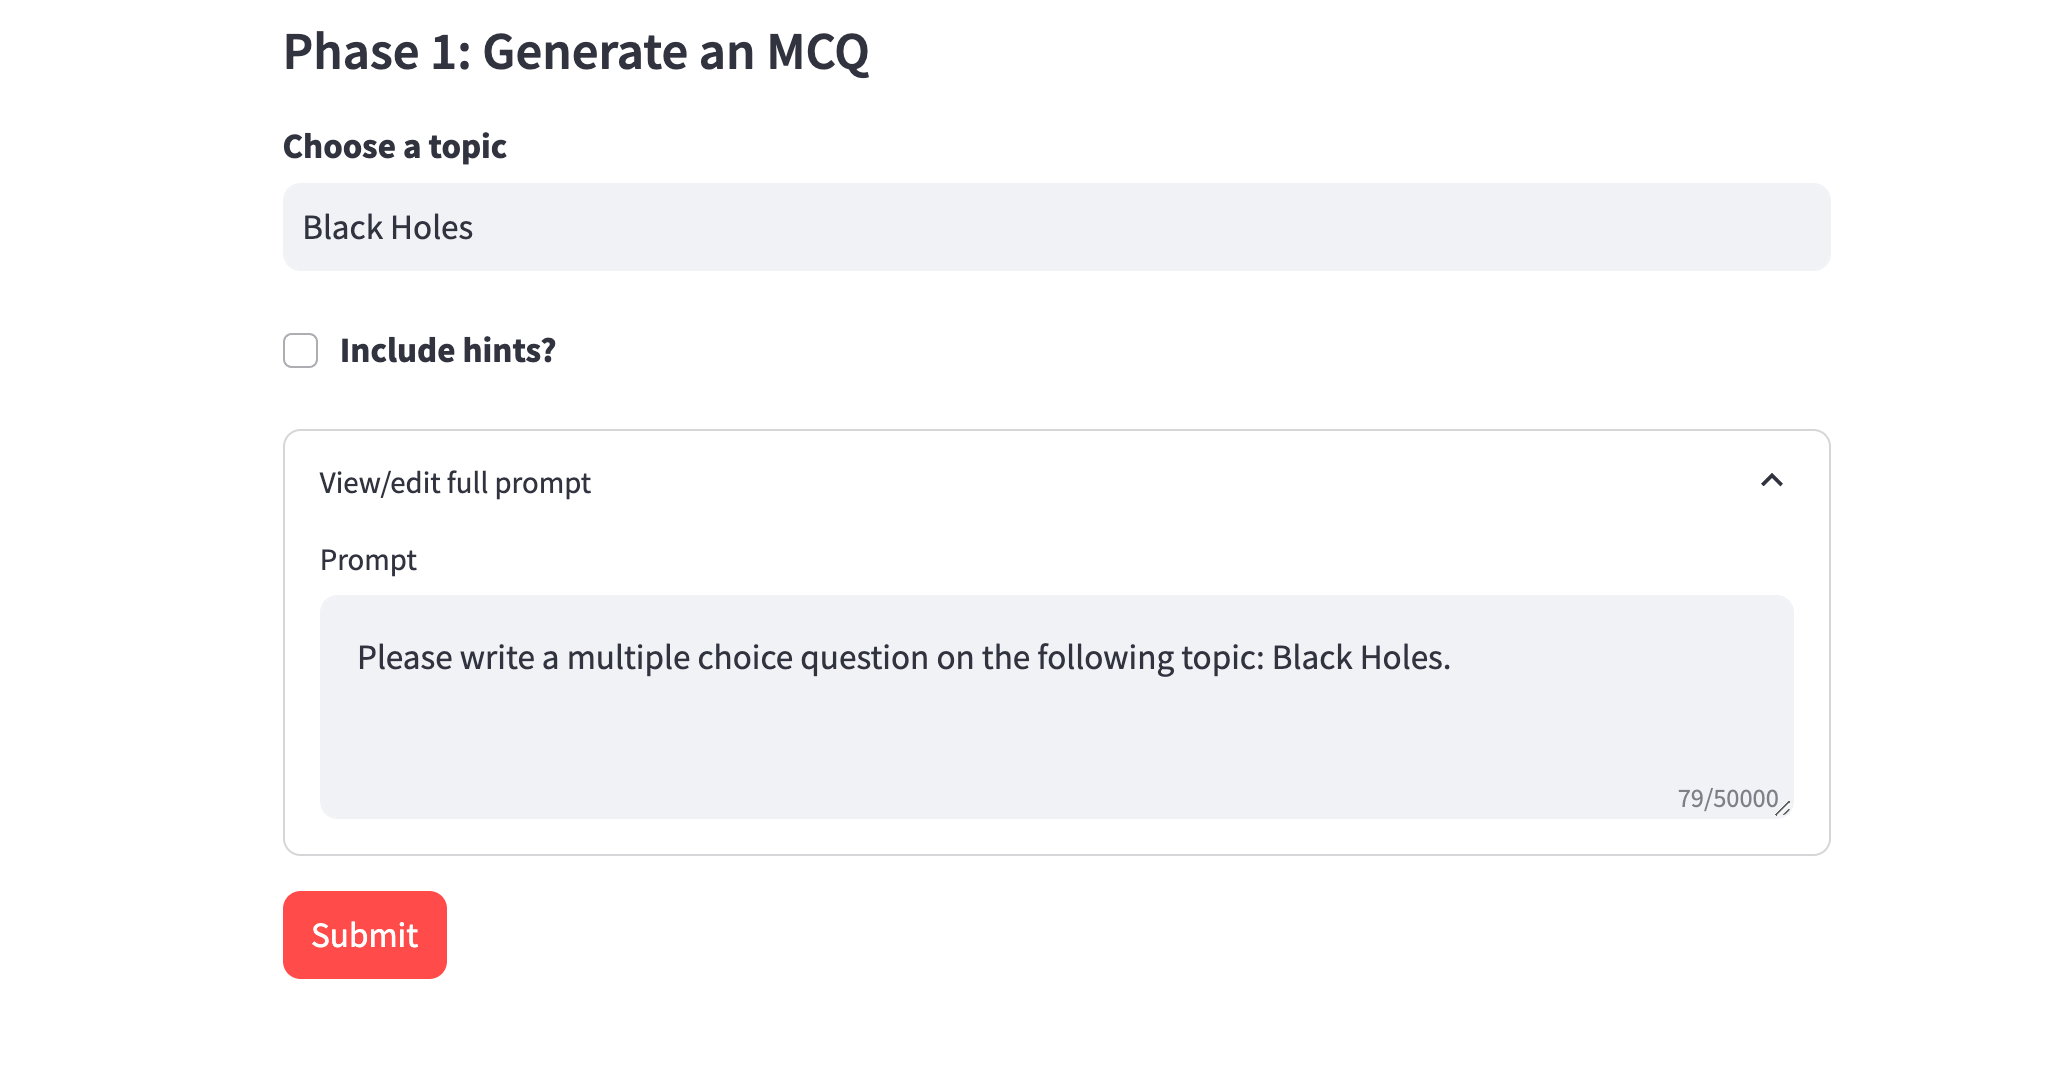 Phase 1: Generate an MCQ
Choose a topic
Black Holes
Include hints?
View/edit full prompt
Prompt
Please write a multiple choice question on the following topic: Black Holes.
79/50000
Submit